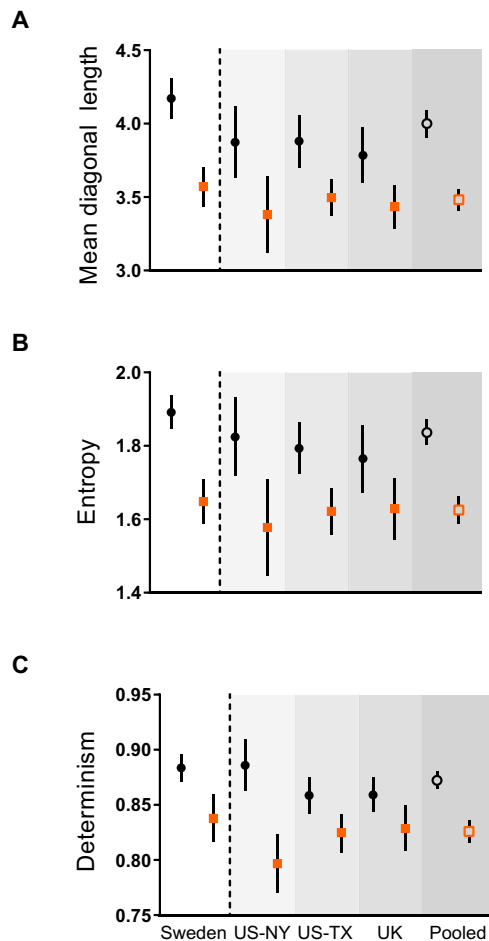 A
Mean diagonal length
4.5
4.0
3.5
3.0
B
Entropy
2.0
1.8
1.6
1.4
C
Determinism
0.95
0.90
0.85
0.80
0.75
Sweden US-NY US-TX UK Pooled